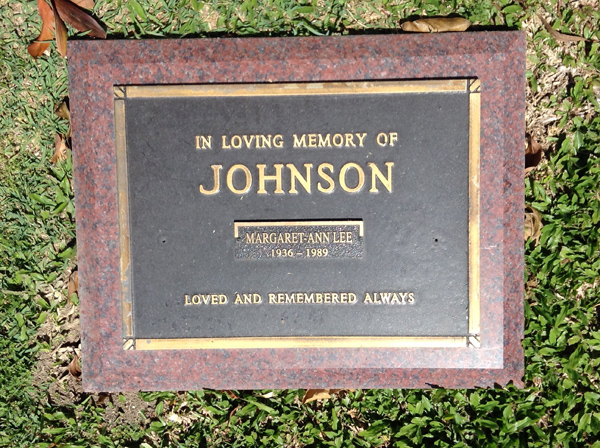 IN LOVING MEMORY OF
JOHNSON
MARGARET-ANN LEE
1936 – 1989
LOVED AND REMEMBERED ALWAYS